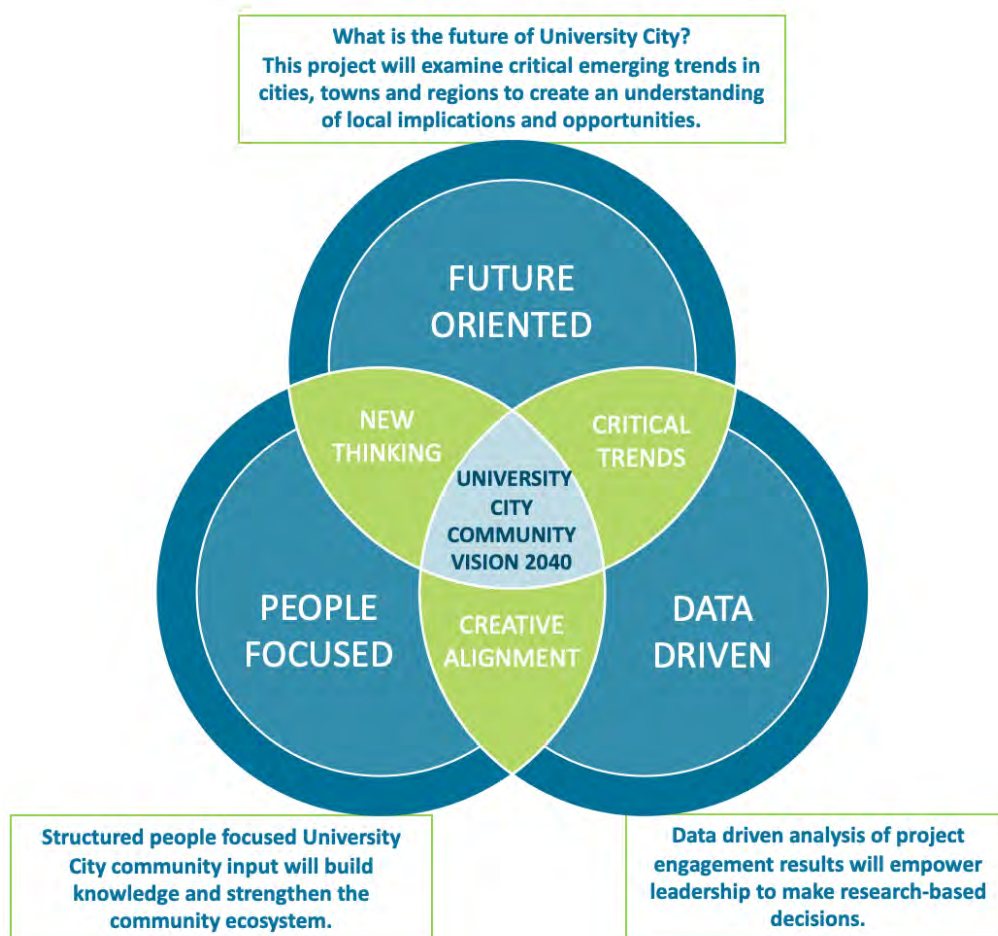 What is the future of University City?
This project will examine critical emerging trends in
cities, towns and regions to create an understanding
of local implications and opportunities.
FUTURE
ORIENTED
NEW
THINKING
CRITICAL
TRENDS
UNIVERSITY
CITY
COMMUNITY
VISION 2040
PEOPLE
FOCUSED
CREATIVE
ALIGNMENT
DATA
DRIVEN
Structured people focused University
City community input will build
knowledge and strengthen the
community ecosystem.
Data driven analysis of project
engagement results will empower
leadership to make research-based
decisions.